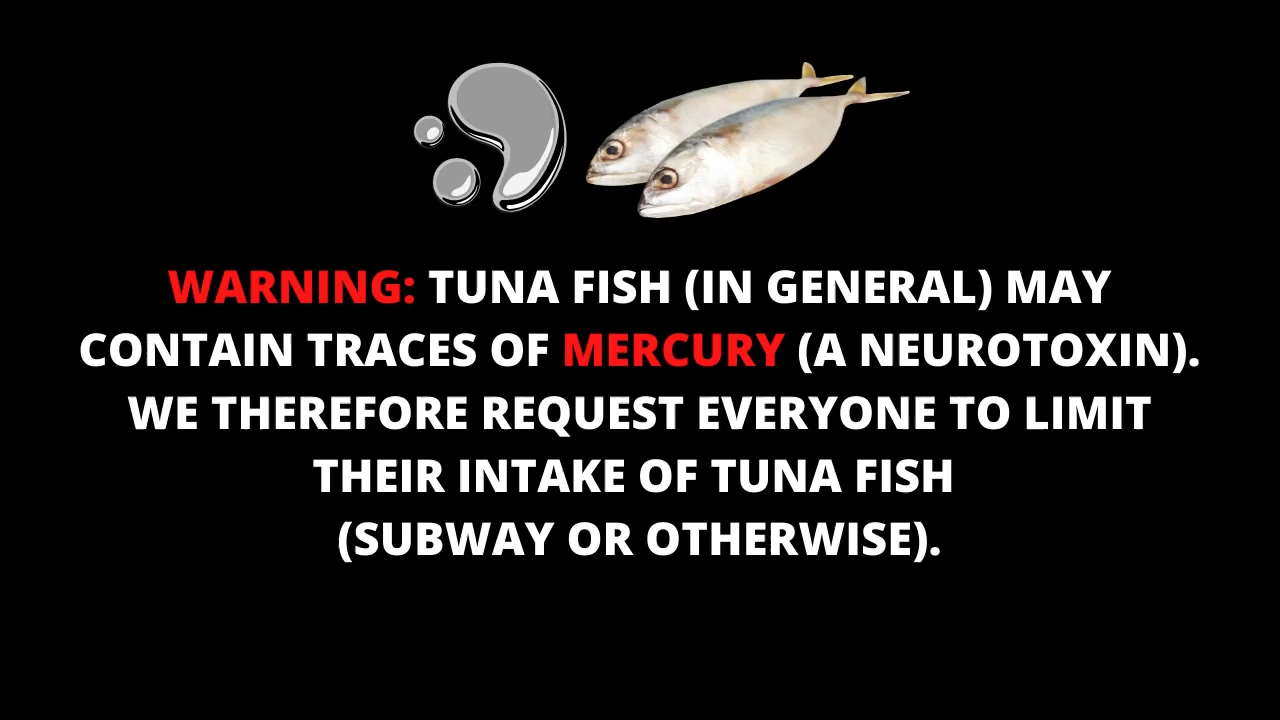 WARNING: TUNA FISH (IN GENERAL) MAY
CONTAIN TRACES OF MERCURY (A NEUROTOXIN).
WE THEREFORE REQUEST EVERYONE TO LIMIT
THEIR INTAKE OF TUNA FISH
(SUBWAY OR OTHERWISE).